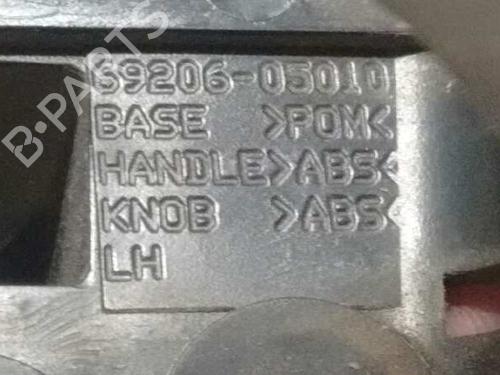 69206-05010
BASE >POM<
HANDLE>ABS<
KNOB >ABS<
LH
B-PARTS